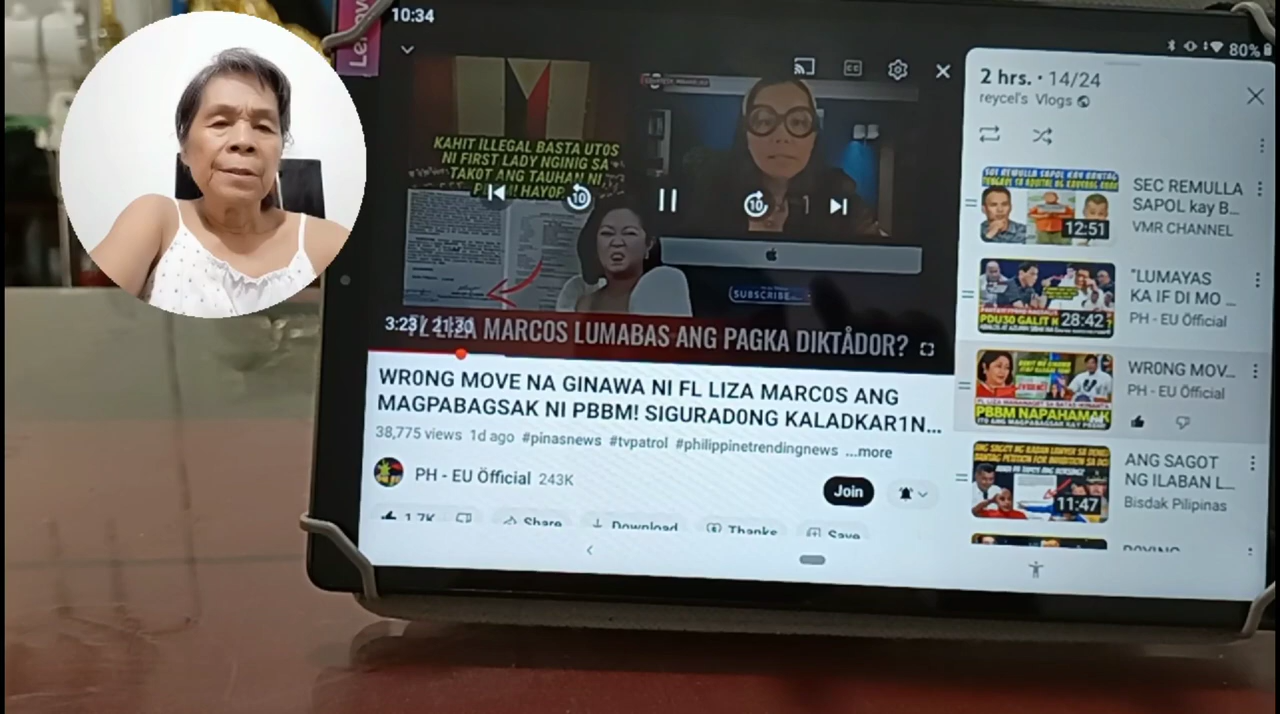 10:34
80%
KAHIT ILLEGAL BASTA UTOS
NI FIRST LADY NGINIG SA
TAKOT ANG TAUHAN NI
HAYOP
10
10
SUBSCRIBE
3:23 / 21:30
MARCOS LUMABAS ANG PAGKA DIKTÅDOR?
WR0NG MOVE NA GINAWA NI FL LIZA MARC0S ANG
MAGPABAGSAK NI PBBM! SIGURAD0NG KALADKAR1N...
38,775 views 1d ago #pinasnews #tvpatrol #philippinetrendingnews ...more
PH - EU Öfficial 243K
Join
1.7K Share Download Thanks Save
2 hrs. • 14/24
reycel's Vlogs
12:51
SEC REMULLA
SAPOL kay B...
VMR CHANNEL
PDU30 GALIT
28:42
"LUMAYAS
KA IF DI MO ...
PH - EU Öfficial
PBBM NAPAHAMAK
WR0NG MOV...
PH - EU Öfficial
11:47
ANG SAGOT
NG ILABAN L...
Bisdak Pilipinas